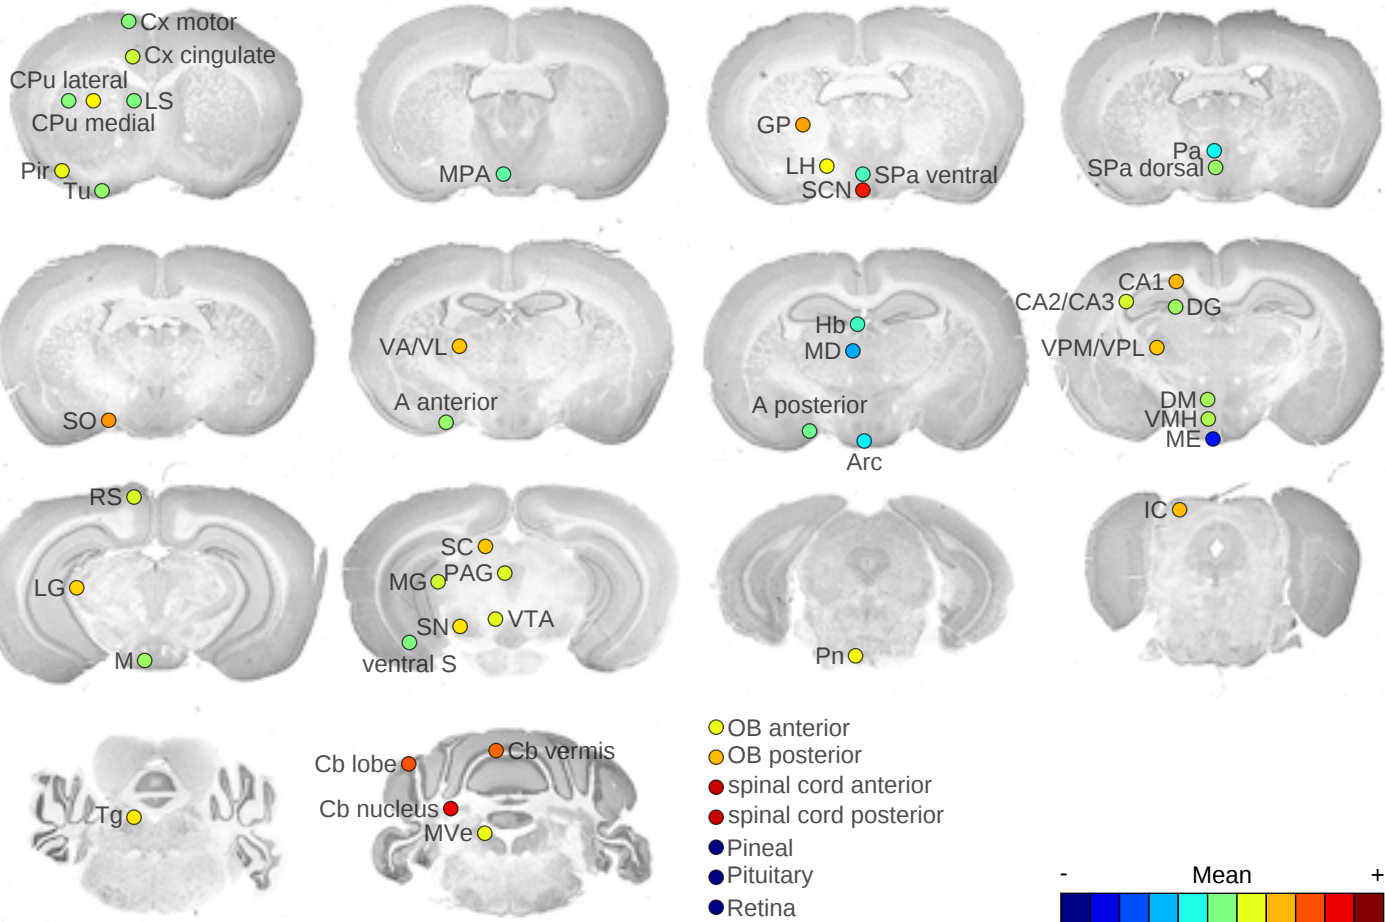 Cx motor
Cx cingulate
CPu lateral
LS
CPu medial
Pir
Tu
MPA
GP
LH
SPa ventral
SCN
Pa
SPa dorsal
SO
VA/VL
A anterior
Hb
MD
A posterior
Arc
CA1
CA2/CA3
DG
VPM/VPL
DM
VMH
ME
RS
LG
M
SC
PAG
MG
VTA
SN
ventral S
Pn
IC
Tg
Cb lobe
Cb vermis
Cb nucleus
MVe
OB anterior
OB posterior
spinal cord anterior
spinal cord posterior
Pineal
Pituitary
Retina
- Mean +